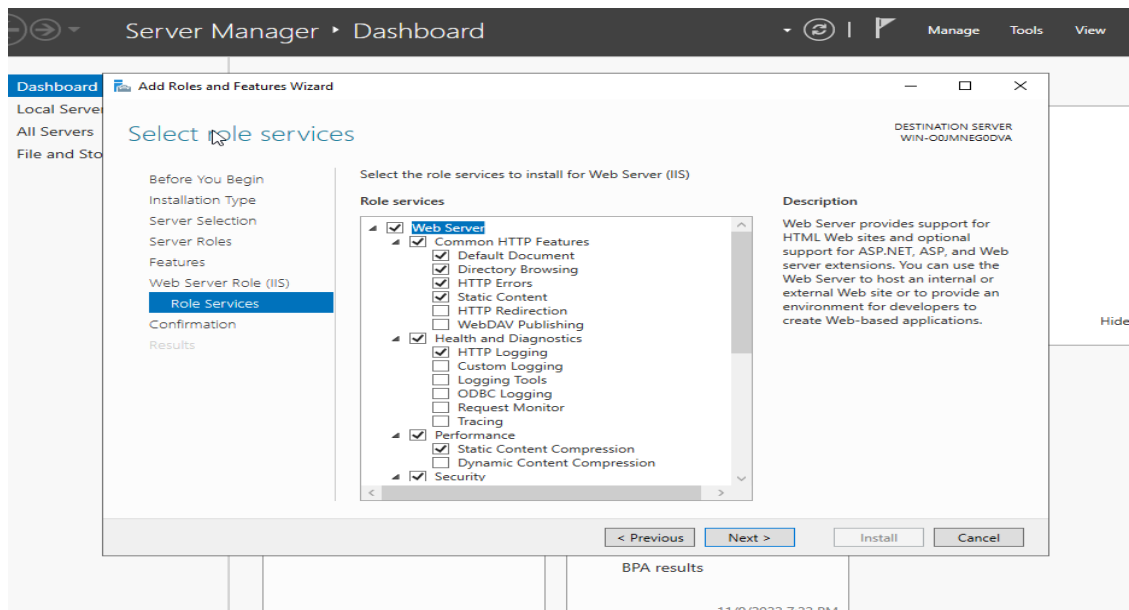 Server Manager ‣ Dashboard
Manage Tools View
Dashboard
Local Server
All Servers
File and Sto
Add Roles and Features Wizard
Select role services
DESTINATION SERVER
WIN-O0JMNEG0DVA
Before You Begin
Installation Type
Server Selection
Server Roles
Features
Web Server Role (IIS)
Role Services
Confirmation
Results
Select the role services to install for Web Server (IIS)
Role services
Web Server
Common HTTP Features
Default Document
Directory Browsing
HTTP Errors
Static Content
HTTP Redirection
WebDAV Publishing
Health and Diagnostics
HTTP Logging
Custom Logging
Logging Tools
ODBC Logging
Request Monitor
Tracing
Performance
Static Content Compression
Dynamic Content Compression
Security
Description
Web Server provides support for
HTML Web sites and optional
support for ASP.NET, ASP, and Web
server extensions. You can use the
Web Server to host an internal or
external Web site or to provide an
environment for developers to
create Web-based applications.
Hide
< Previous
Next >
Install
Cancel
BPA results